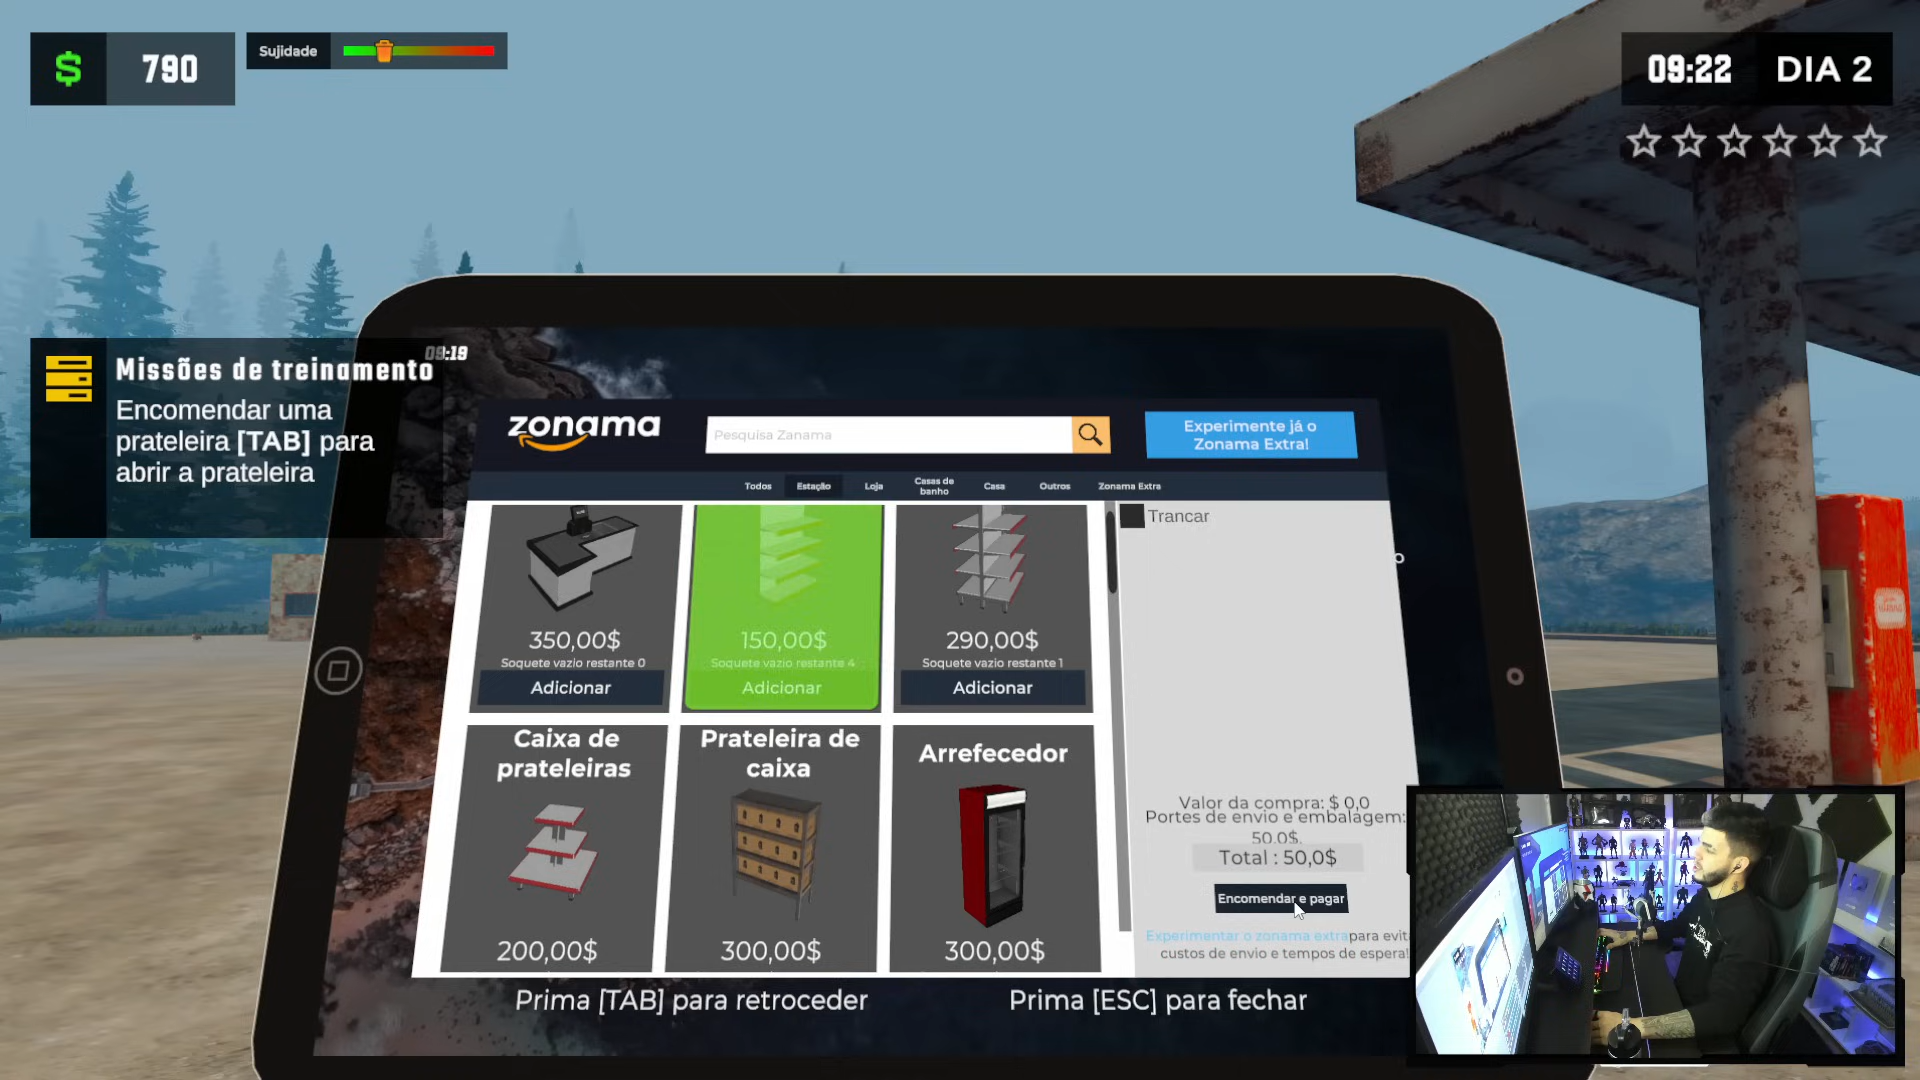 $ 790
Sujidade
09:22 DIA 2
Missões de treinamento
Encomendar uma
prateleira [TAB] para
abrir a prateleira
09:19
zonama
Pesquisa Zanama
Experimente já o
Zonama Extra!
Todos
Estação
Loja
Casas de
banho
Casa
Outros
Zonama Extra
350,00$
Soquete vazio restante 0
Adicionar
150,00$
Soquete vazio restante 4
Adicionar
290,00$
Soquete vazio restante 1
Adicionar
Trancar
Caixa de
prateleiras
200,00$
Prateleira de
caixa
300,00$
Arrefecedor
300,00$
Valor da compra: $ 0,0
Portes de envio e embalagem:
50.0$
Total : 50,0$
Encomendar e pagar
Experimentar o zonama extra para evita
custos de envio e tempos de espera!
Prima [TAB] para retroceder
Prima [ESC] para fechar